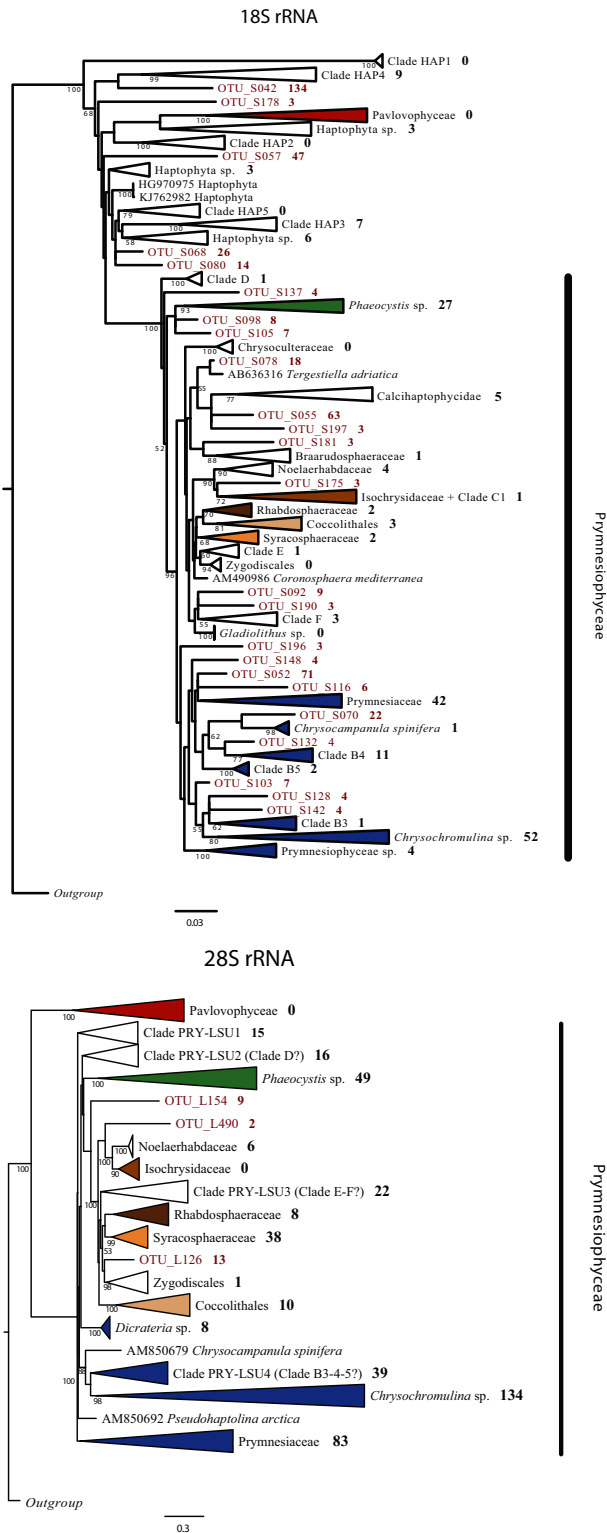 18S rRNA
100 Clade HAP1 0
100
99 Clade HAP4 9
68
OTU_S042 134
OTU_S178 3
100 Pavlovophyceae 0
Haptophyta sp. 3
100 Clade HAP2 0
OTU_S057 47
Haptophyta sp. 3
HG970975 Haptophyta
100 KJ762982 Haptophyta
79 Clade HAP5 0
100 Clade HAP3 7
58 Haptophyta sp. 6
OTU_S068 26
OTU_S080 14
100 Clade D 1
OTU_S137 4
93 Phaeocystis sp. 27
OTU_S098 8
100
OTU_S105 7
100 Chrysoculteraceae 0
OTU_S078 18
AB636316 Tergestiella adriatica
55
77 Calcihaptophycidae 5
OTU_S055 63
OTU_S197 3
OTU_S181 3
52
88 Braarudosphaeraceae 1
90 Noelaerhabdaceae 4
90 OTU_S175 3
72 Isochrysidaceae + Clade C1 1
70 Rhabdosphaeraceae 2
81 Coccolithales 3
68 Syracosphaeraceae 2
60 Clade E 1
94 Zygodiscales 0
96
AM490986 Coronosphaera mediterranea
OTU_S092 9
OTU_S190 3
55 Clade F 3
100 Gladiolithus sp. 0
OTU_S196 3
OTU_S148 4
OTU_S052 71
OTU_S116 6
Prymnesiaceae 42
OTU_S070 22
98 Chrysocampanula spinifera 1
62
OTU_S132 4
77 Clade B4 11
100 Clade B5 2
OTU_S103 7
OTU_S128 4
OTU_S142 4
55 62 Clade B3 1
80 Chrysochromulina sp. 52
100 Prymnesiophyceae sp. 4
Prymnesiophyceae
Outgroup
0.03
28S rRNA
100 Pavlovophyceae 0
Clade PRY-LSU1 15
Clade PRY-LSU2 (Clade D?) 16
100 Phaeocystis sp. 49
OTU_L154 9
OTU_L490 2
100 Noelaerhabdaceae 6
100
90 Isochrysidaceae 0
100
Clade PRY-LSU3 (Clade E-F?) 22
100
Rhabdosphaeraceae 8
99 Syracosphaeraceae 38
53
OTU_L126 13
98 Zygodiscales 1
100 Coccolithales 10
100 Dicrateria sp. 8
AM850679 Chrysocampanula spinifera
100 Clade PRY-LSU4 (Clade B3-4-5?) 39
98 Chrysochromulina sp. 134
AM850692 Pseudohaptolina arctica
Prymnesiaceae 83
100
Prymnesiophyceae
Outgroup
0.3